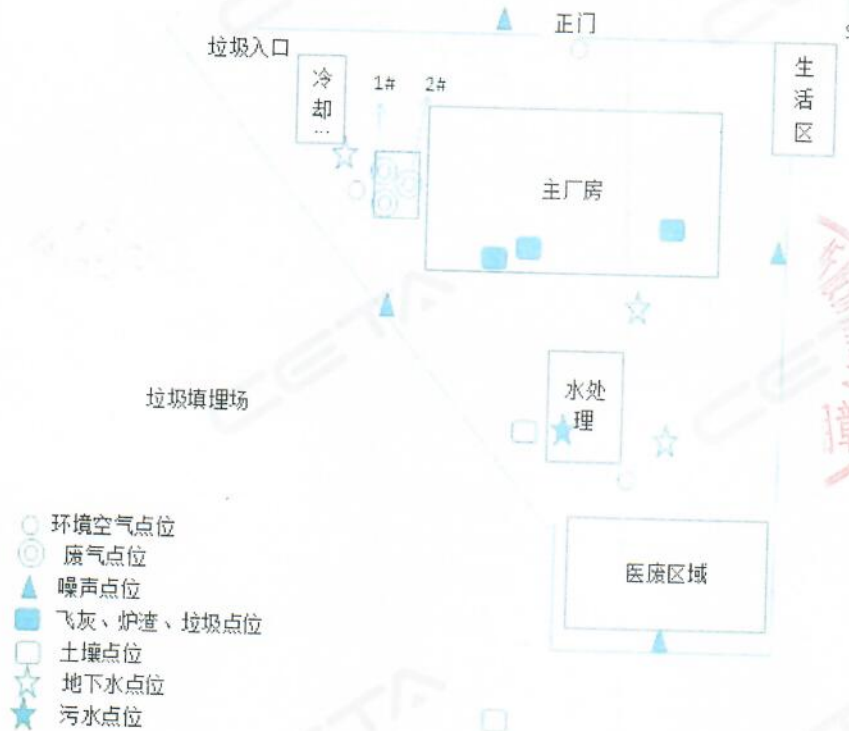 正门
垃圾入口
冷却…
1#
2#
生活区
主厂房
垃圾填埋场
水处理
医废区域
环境空气点位
废气点位
噪声点位
飞灰、炉渣、垃圾点位
土壤点位
地下水点位
污水点位
CETA
CETA